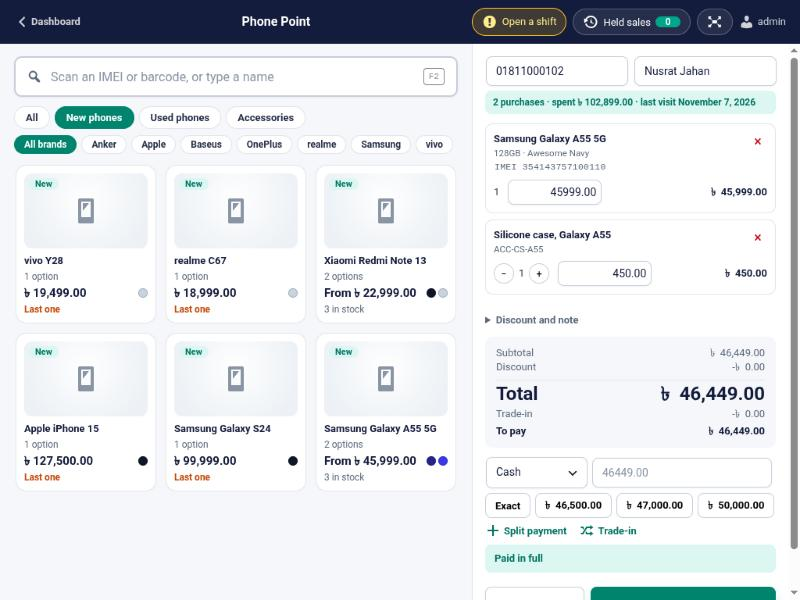 Dashboard
Phone Point
Open a shift
Held sales 0
admin
Scan an IMEI or barcode, or type a name
F2
All
New phones
Used phones
Accessories
All brands
Anker
Apple
Baseus
OnePlus
realme
Samsung
vivo
New
vivo Y28
1 option
৳ 19,499.00
Last one
New
realme C67
1 option
৳ 18,999.00
Last one
New
Xiaomi Redmi Note 13
2 options
From ৳ 22,999.00
3 in stock
New
Apple iPhone 15
1 option
৳ 127,500.00
Last one
New
Samsung Galaxy S24
1 option
৳ 99,999.00
Last one
New
Samsung Galaxy A55 5G
2 options
From ৳ 45,999.00
3 in stock
01811000102
Nusrat Jahan
2 purchases · spent ৳ 102,899.00 · last visit November 7, 2026
Samsung Galaxy A55 5G
128GB · Awesome Navy
IMEI 354143757100110
1 45999.00 ৳ 45,999.00
Silicone case, Galaxy A55
ACC-CS-A55
- 1 + 450.00 ৳ 450.00
Discount and note
Subtotal ৳ 46,449.00
Discount -৳ 0.00
Total ৳ 46,449.00
Trade-in -৳ 0.00
To pay ৳ 46,449.00
Cash
46449.00
Exact
৳ 46,500.00
৳ 47,000.00
৳ 50,000.00
Split payment
Trade-in
Paid in full